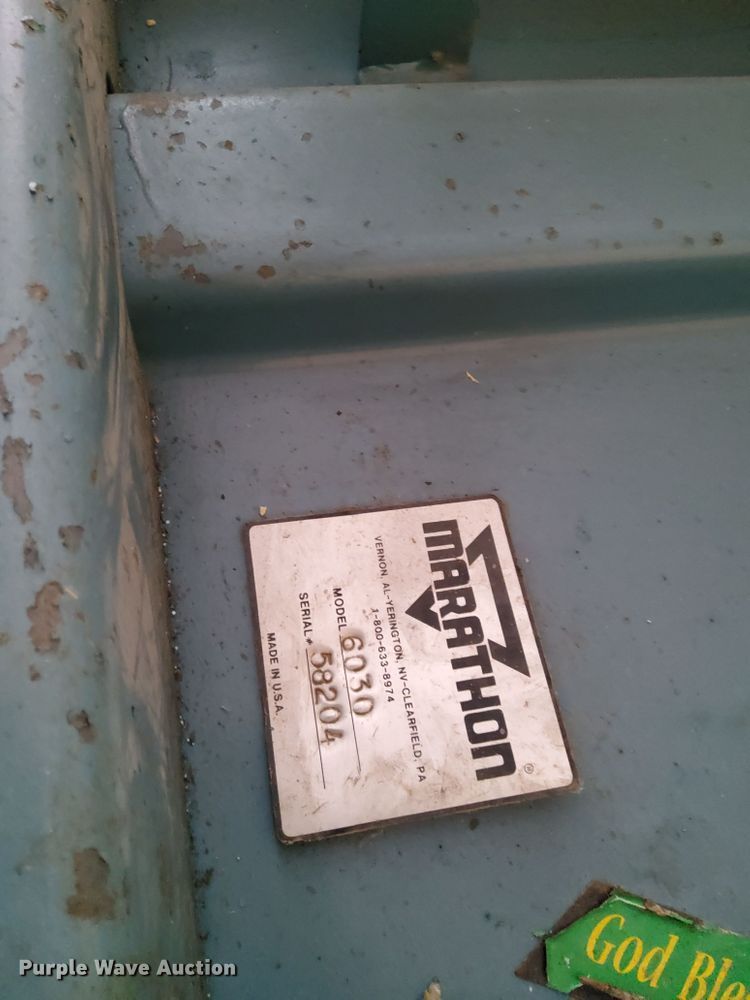 MARATHON®
VERNON, AL-YERINGTON, NV-CLEARFIELD, PA
1-800-633-8974
MODEL 6030
SERIAL# 58204
MADE IN U.S.A.
God Ble
Purple Wave Auction